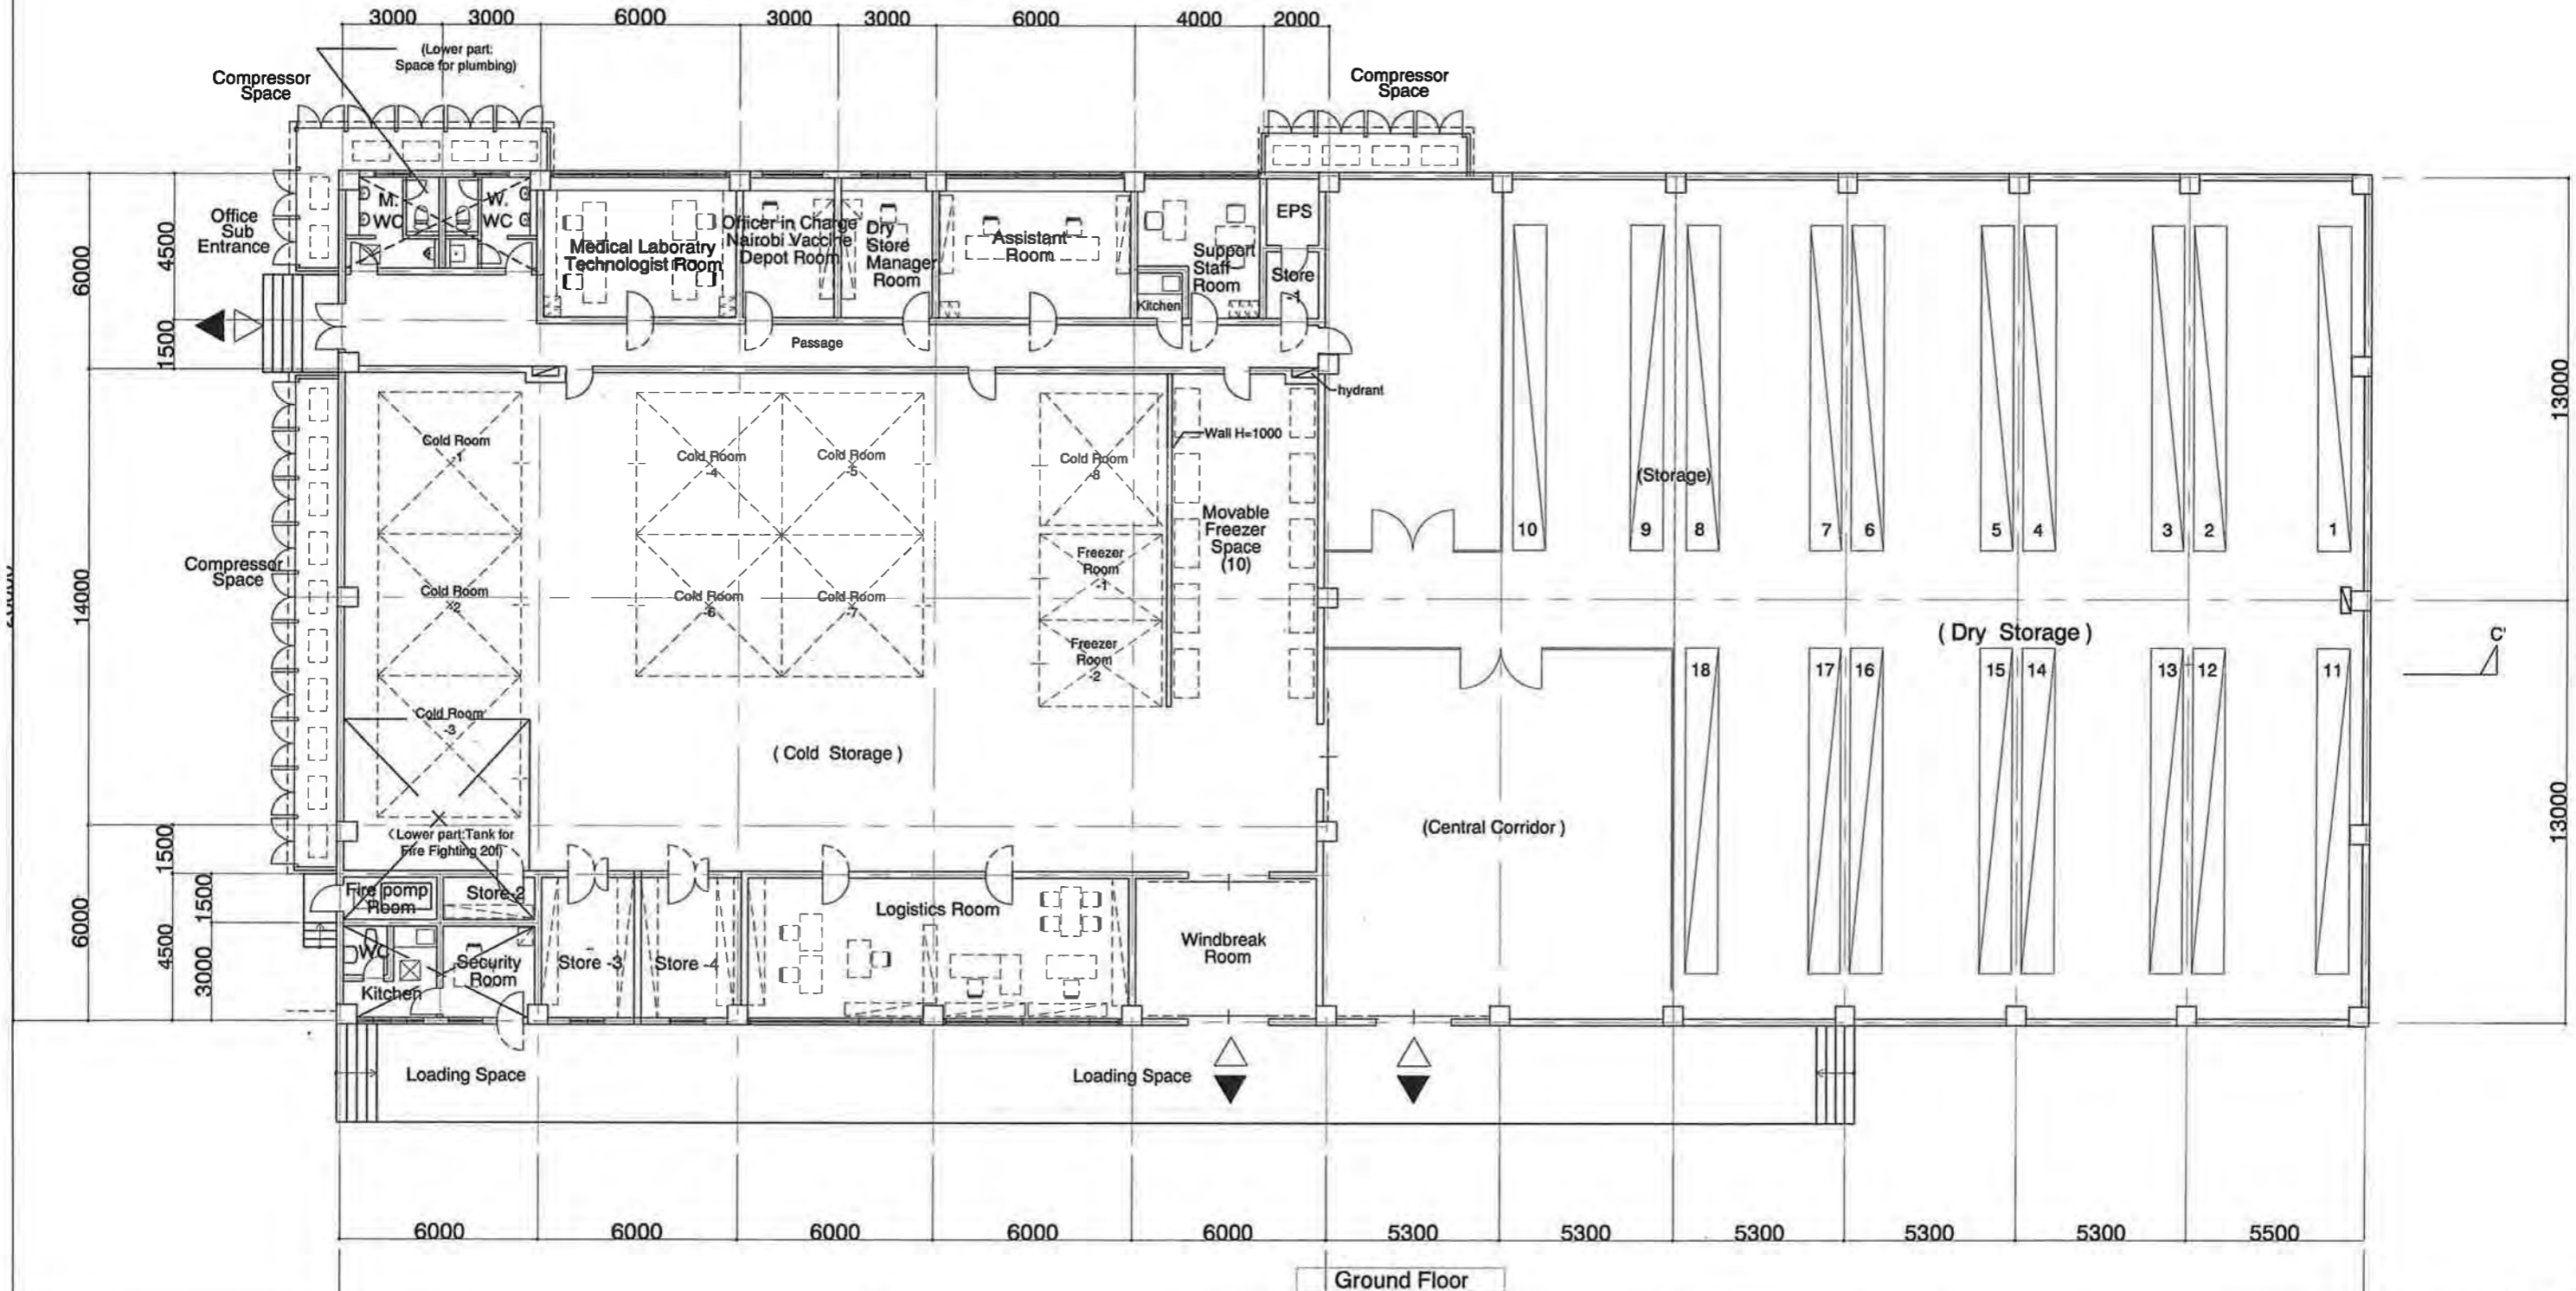 3000 3000 6000 3000 3000 6000 4000 2000
(Lower part:
Space for plumbing)
Compressor
Space
Compressor
Space
Office
Sub
Entrance
M.
WC
W.
WC
Medical Laboratry
Technologist Room
Officer in Charge
Nairobi Vaccine
Depot Room
Dry
Store
Manager
Room
Assistant
Room
Support
Staff
Room
Kitchen
EPS
Store
-1
Passage
hydrant
6000
4500
1500
14000
1500
6000
4500
1500
3000
13000
13000
Compressor
Space
Cold Room
-1
Cold Room
-2
Cold Room
-3
Cold Room
-4
Cold Room
-5
Cold Room
-6
Cold Room
-7
Cold Room
-8
Freezer
Room
-1
Freezer
Room
-2
Wall H=1000
Movable
Freezer
Space
(10)
(Storage)
10 9 8 7 6 5 4 3 2 1
( Dry Storage )
C'
18 17 16 15 14 13 12 11
( Cold Storage )
(Central Corridor )
(Lower part:Tank for
Fire Fighting 20t)
Fire pomp
Room
Store-2
WC
Kitchen
Security
Room
Store -3
Store -4
Logistics Room
Windbreak
Room
Loading Space
Loading Space
6000 6000 6000 6000 6000 5300 5300 5300 5300 5300 5500
Ground Floor